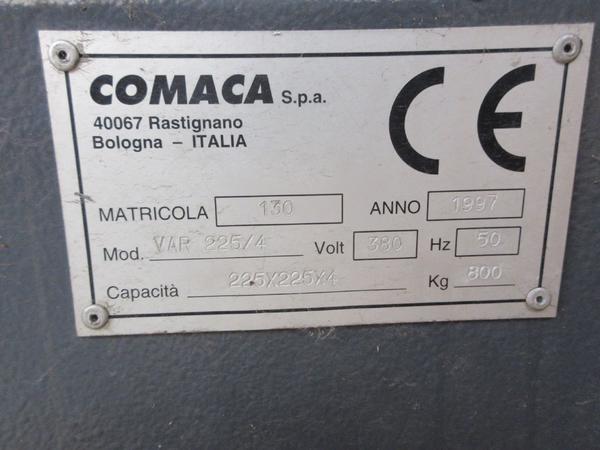 COMACA S.p.a.
40067 Rastignano
Bologna – ITALIA
CE
MATRICOLA 130 ANNO 1997
Mod. VAR 225/4 Volt 380 Hz 50
Capacità 225X225X4 Kg 800